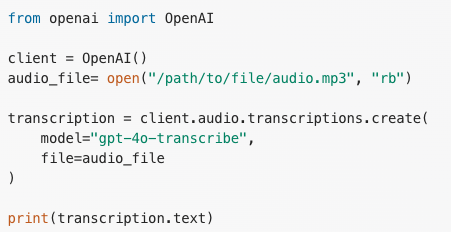 from openai import OpenAI

client = OpenAI()
audio_file= open("/path/to/file/audio.mp3", "rb")

transcription = client.audio.transcriptions.create(
    model="gpt-4o-transcribe",
    file=audio_file
)

print(transcription.text)